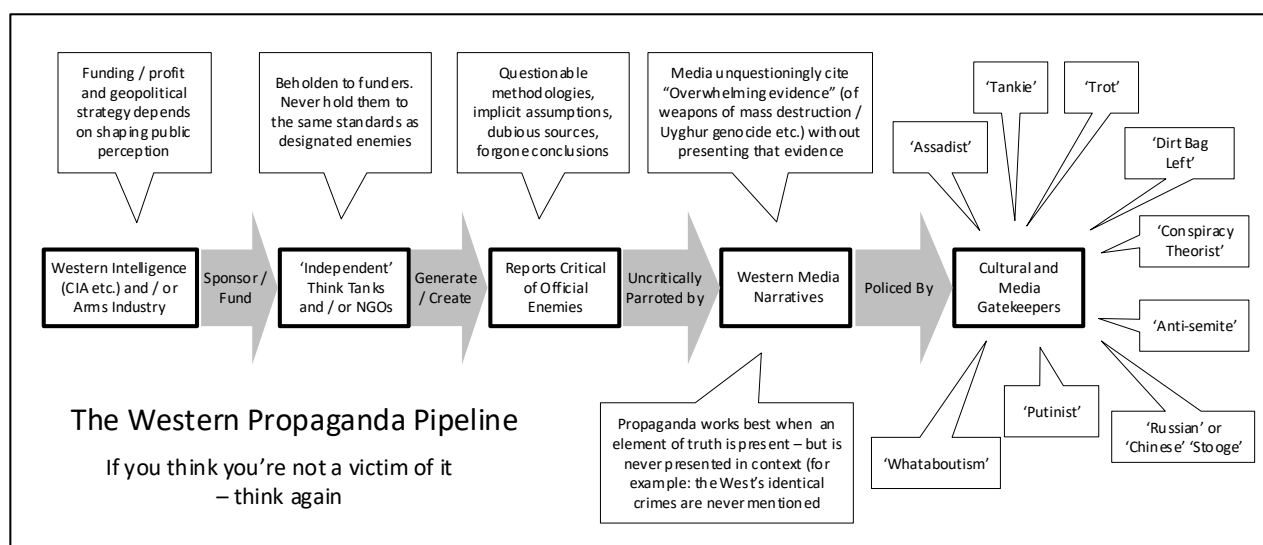 Funding / profit
and geopolitical
strategy depends
on shaping public
perception
Beholden to funders.
Never hold them to
the same standards as
designated enemies
Questionable
methodologies,
implicit assumptions,
dubious sources,
forgone conclusions
Media unquestioningly cite
“Overwhelming evidence” (of
weapons of mass destruction /
Uyghur genocide etc.) without
presenting that evidence
‘Assadist’
‘Tankie’
‘Trot’
‘Dirt Bag
Left’
‘Conspiracy
Theorist’
‘Anti-semite’
‘Russian’ or
‘Chinese’ ‘Stooge’
‘Putinist’
‘Whataboutism’
Western Intelligence
(CIA etc.) and / or
Arms Industry
Sponsor /
Fund
‘Independent’
Think Tanks
and / or NGOs
Generate
/ Create
Reports Critical
of Official
Enemies
Uncritically
Parroted by
Western Media
Narratives
Policed By
Cultural and
Media
Gatekeepers
Propaganda works best when an
element of truth is present – but is
never presented in context (for
example: the West’s identical
crimes are never mentioned
The Western Propaganda Pipeline
If you think you’re not a victim of it
– think again